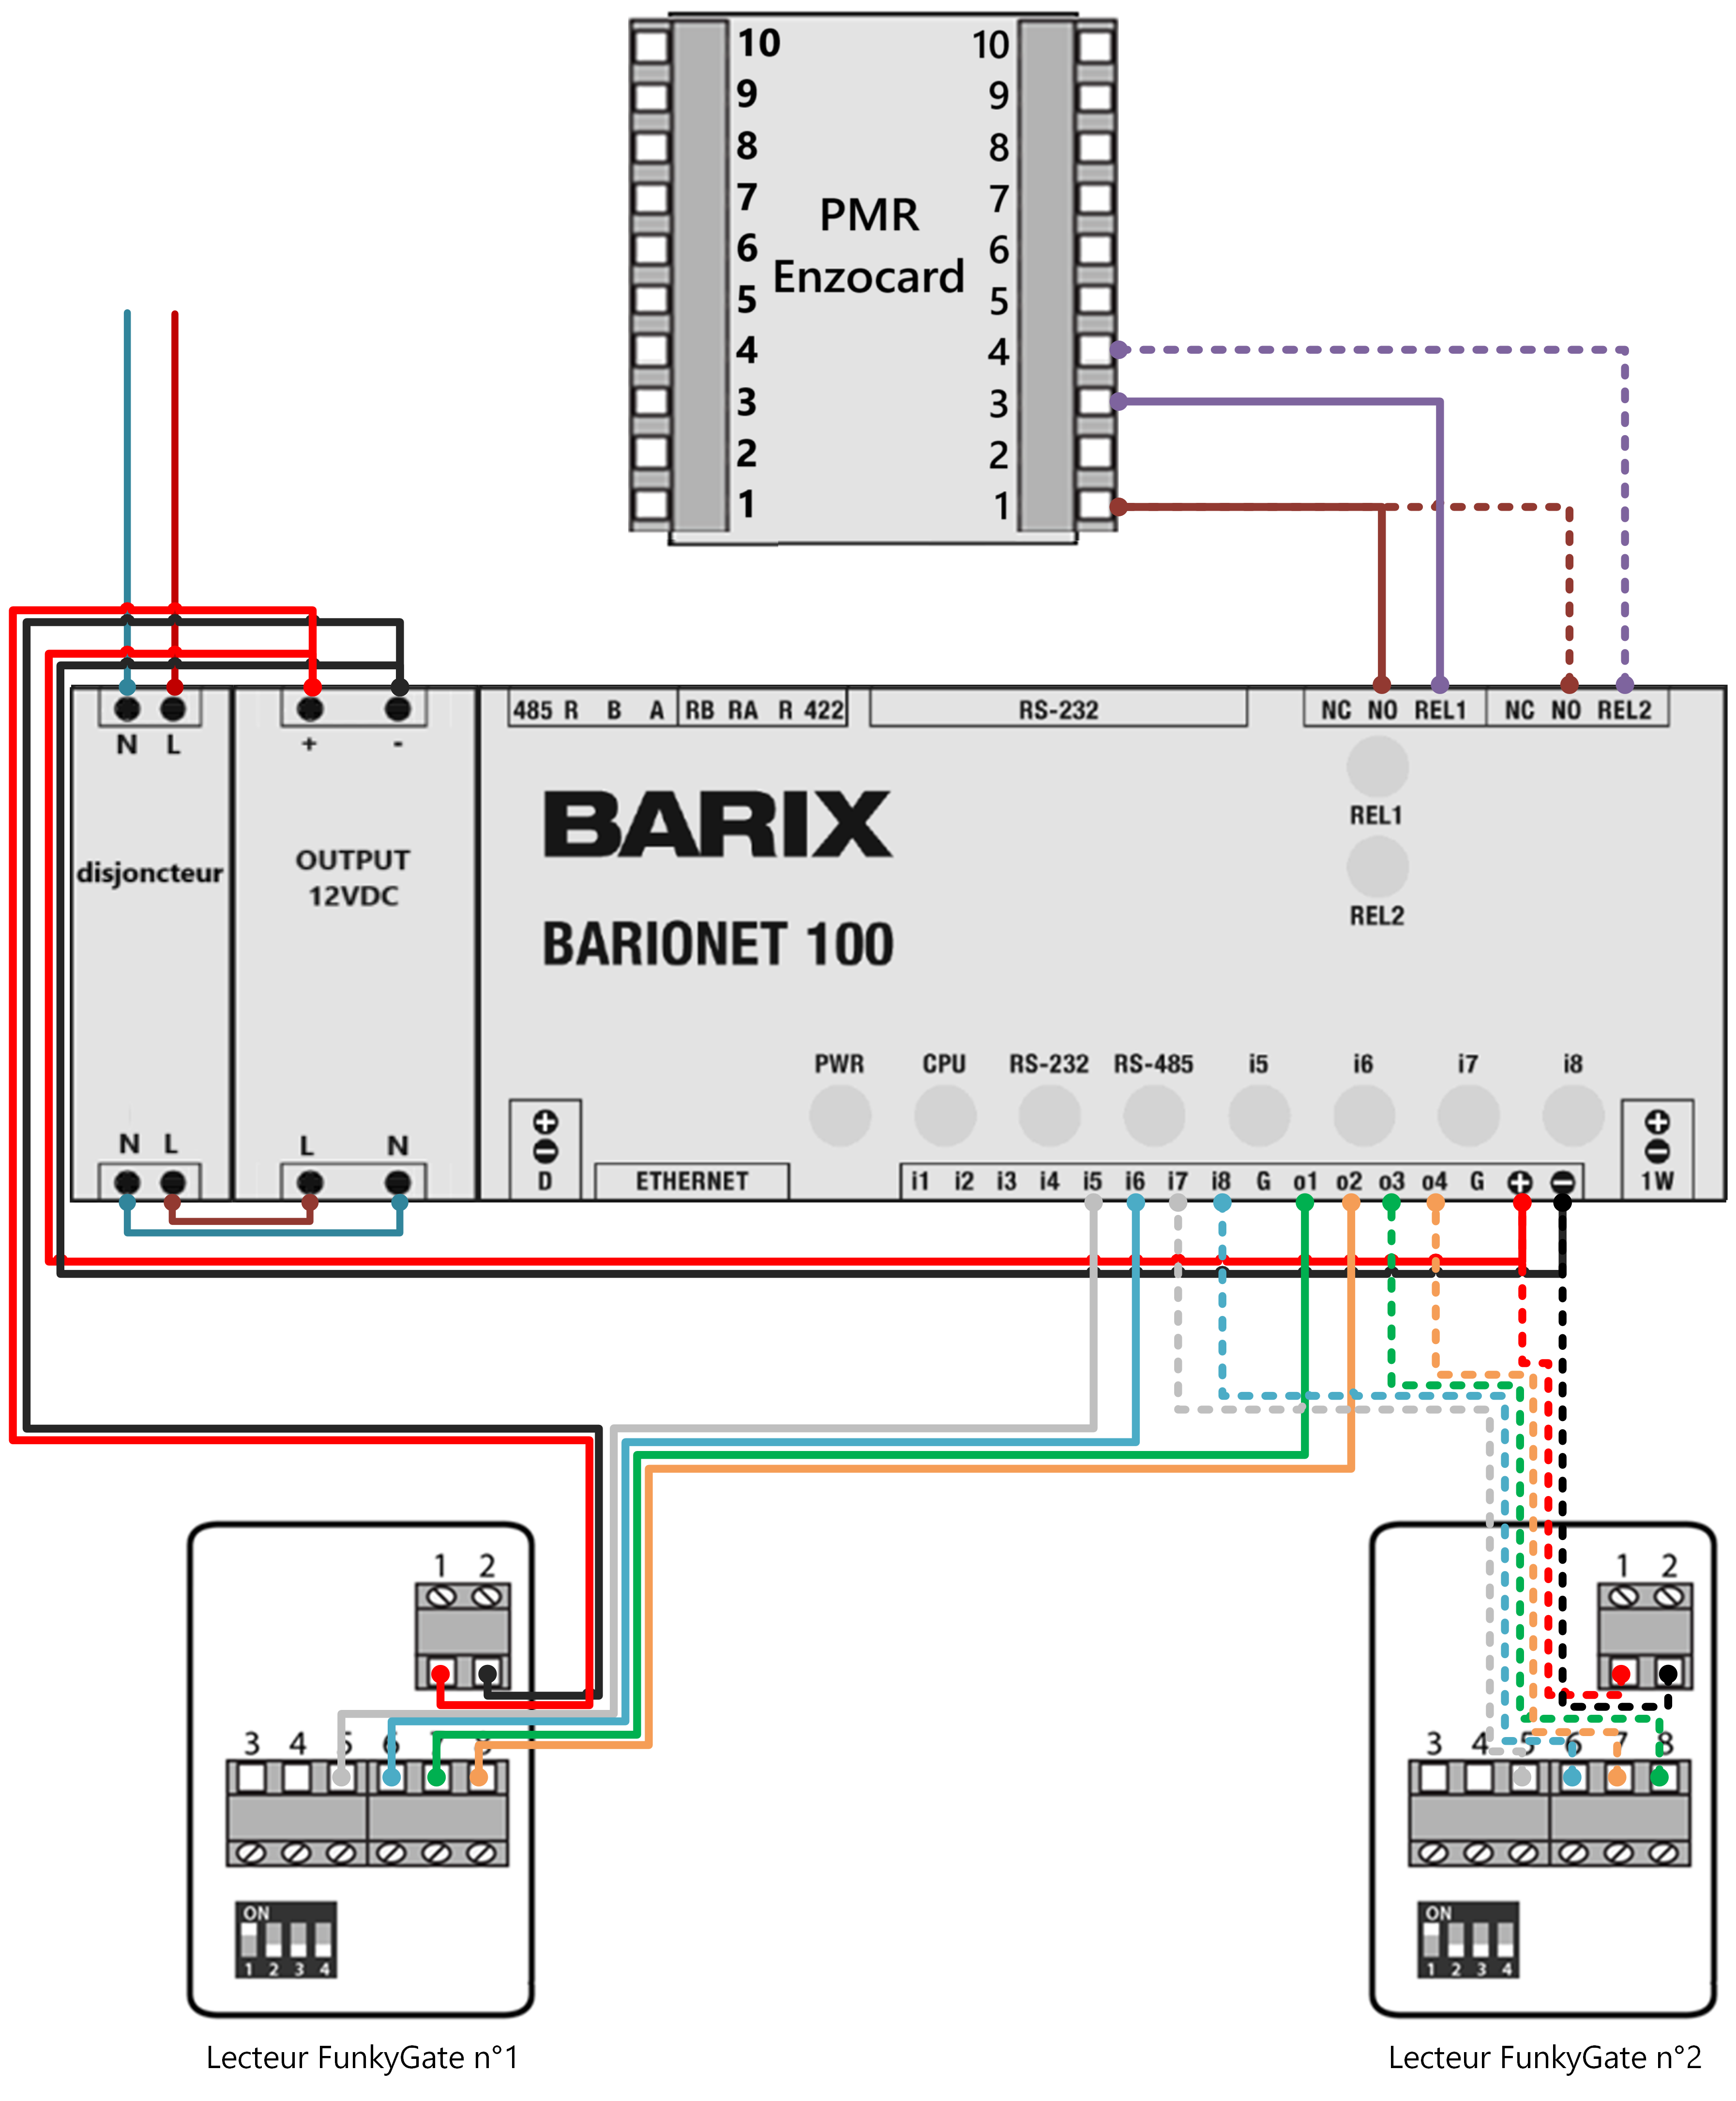 10 10
9 9
8 8
7 7
PMR
6 6
Enzocard
5 5
4 4
3 3
2 2
1 1
485 R B A RB RA R 422 RS-232 NC NO REL1 NC NO REL2
N L + -
REL1
BARIX
disjoncteur
OUTPUT
12VDC
REL2
BARIONET 100
PWR CPU RS-232 RS-485 i5 i6 i7 i8
N L L N
D ETHERNET i1 i2 i3 i4 i5 i6 i7 i8 G o1 o2 o3 o4 G + - 1W
1 2
3 4 5 6 7 8
ON
1 2 3 4
Lecteur FunkyGate n°1
1 2
3 4 5 6 7 8
ON
1 2 3 4
Lecteur FunkyGate n°2